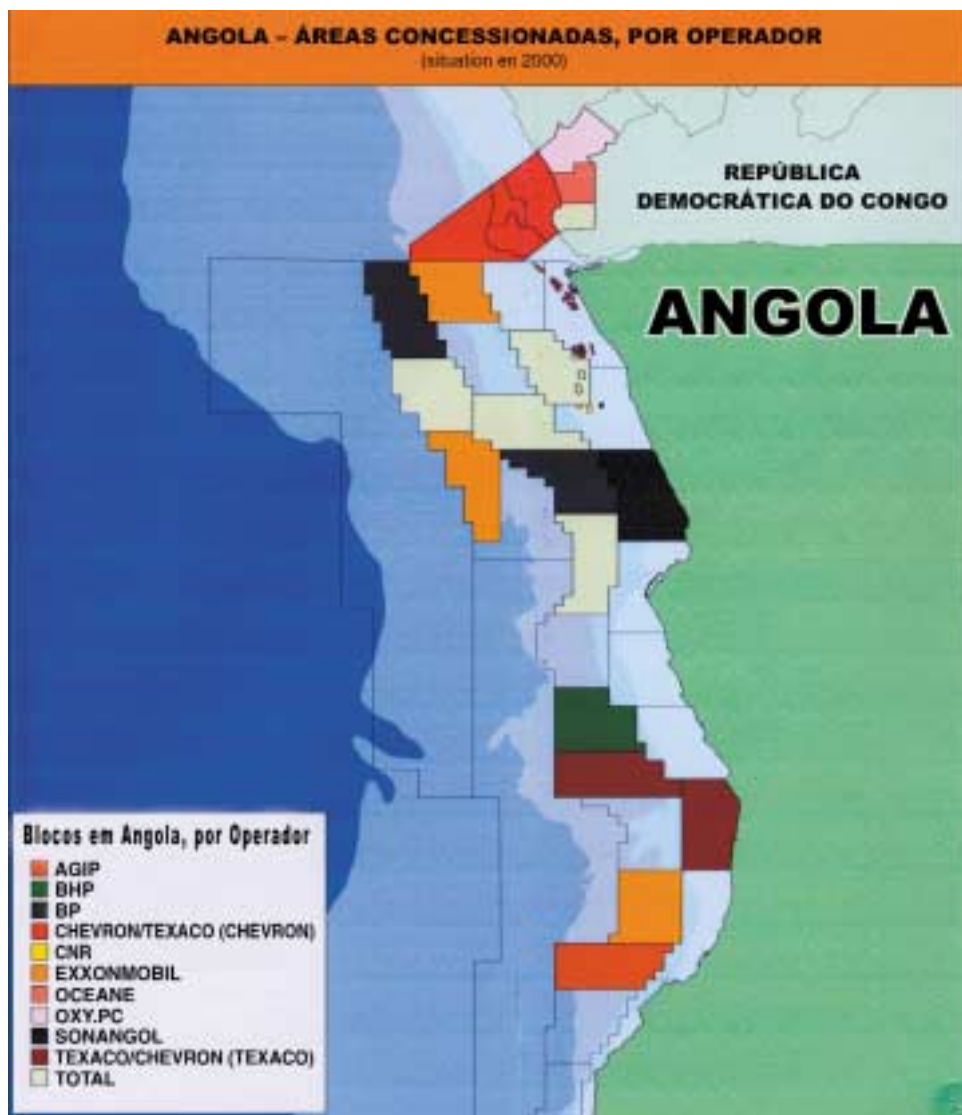 ANGOLA – ÁREAS CONCESSIONADAS, POR OPERADOR
(situation en 2000)
REPÚBLICA
DEMOCRÁTICA DO CONGO
ANGOLA
Blocos em Angola, por Operador
AGIP
BHP
BP
CHEVRON/TEXACO (CHEVRON)
CNR
EXXONMOBIL
OCEANE
OXY.PC
SONANGOL
TEXACO/CHEVRON (TEXACO)
TOTAL